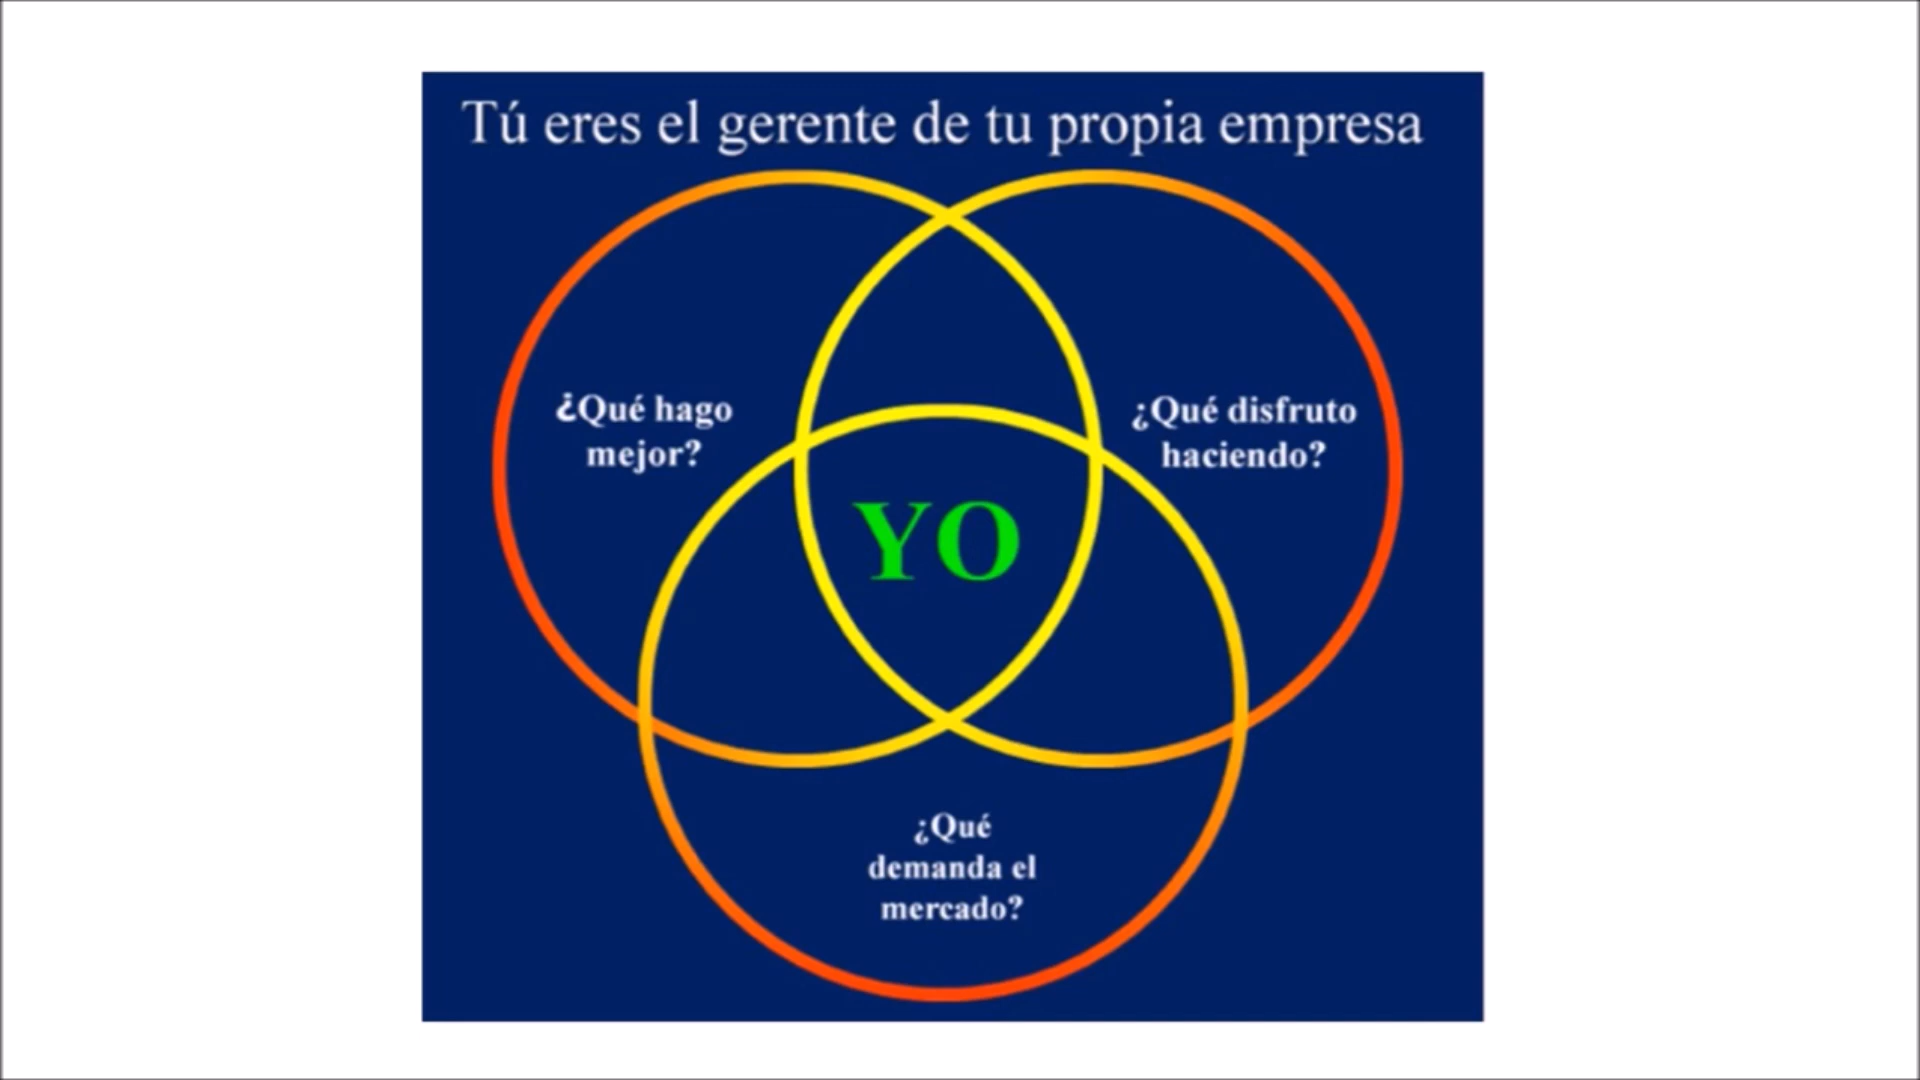 Tú eres el gerente de tu propia empresa
¿Qué hago
mejor?
¿Qué disfruto
haciendo?
YO
¿Qué
demanda el
mercado?